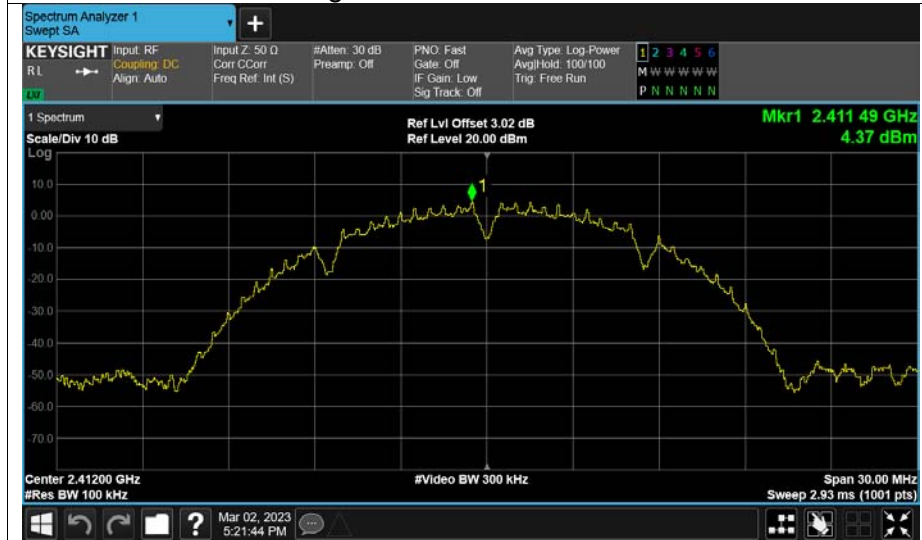 Spectrum Analyzer 1
Swept SA
KEYSIGHT
RL
Input: RF
Coupling: DC
Align: Auto
Input Z: 50 Ω
Corr CCorr
Freq Ref: Int (S)
#Atten: 30 dB
Preamp: Off
PNO: Fast
Gate: Off
IF Gain: Low
Sig Track: Off
Avg Type: Log-Power
Avg|Hold: 100/100
Trig: Free Run
1 2 3 4 5 6
M W W W W W
P N N N N N
1 Spectrum
Scale/Div 10 dB
Log
Ref Lvl Offset 3.02 dB
Ref Level 20.00 dBm
Mkr1 2.411 49 GHz
4.37 dBm
1
10.0
0.00
-10.0
-20.0
-30.0
-40.0
-50.0
-60.0
-70.0
Center 2.41200 GHz
#Res BW 100 kHz
#Video BW 300 kHz
Span 30.00 MHz
Sweep 2.93 ms (1001 pts)
?
Mar 02, 2023
5:21:44 PM